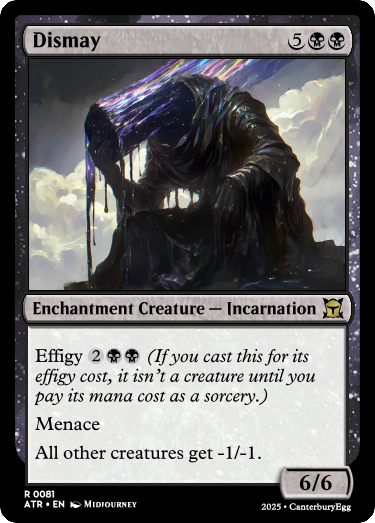 Dismay 5
Enchantment Creature — Incarnation
Effigy 2 (If you cast this for its
effigy cost, it isn't a creature until you
pay its mana cost as a sorcery.)
Menace
All other creatures get -1/-1.
6/6
R 0081
ATR • EN Midjourney
2025 • CanterburyEgg